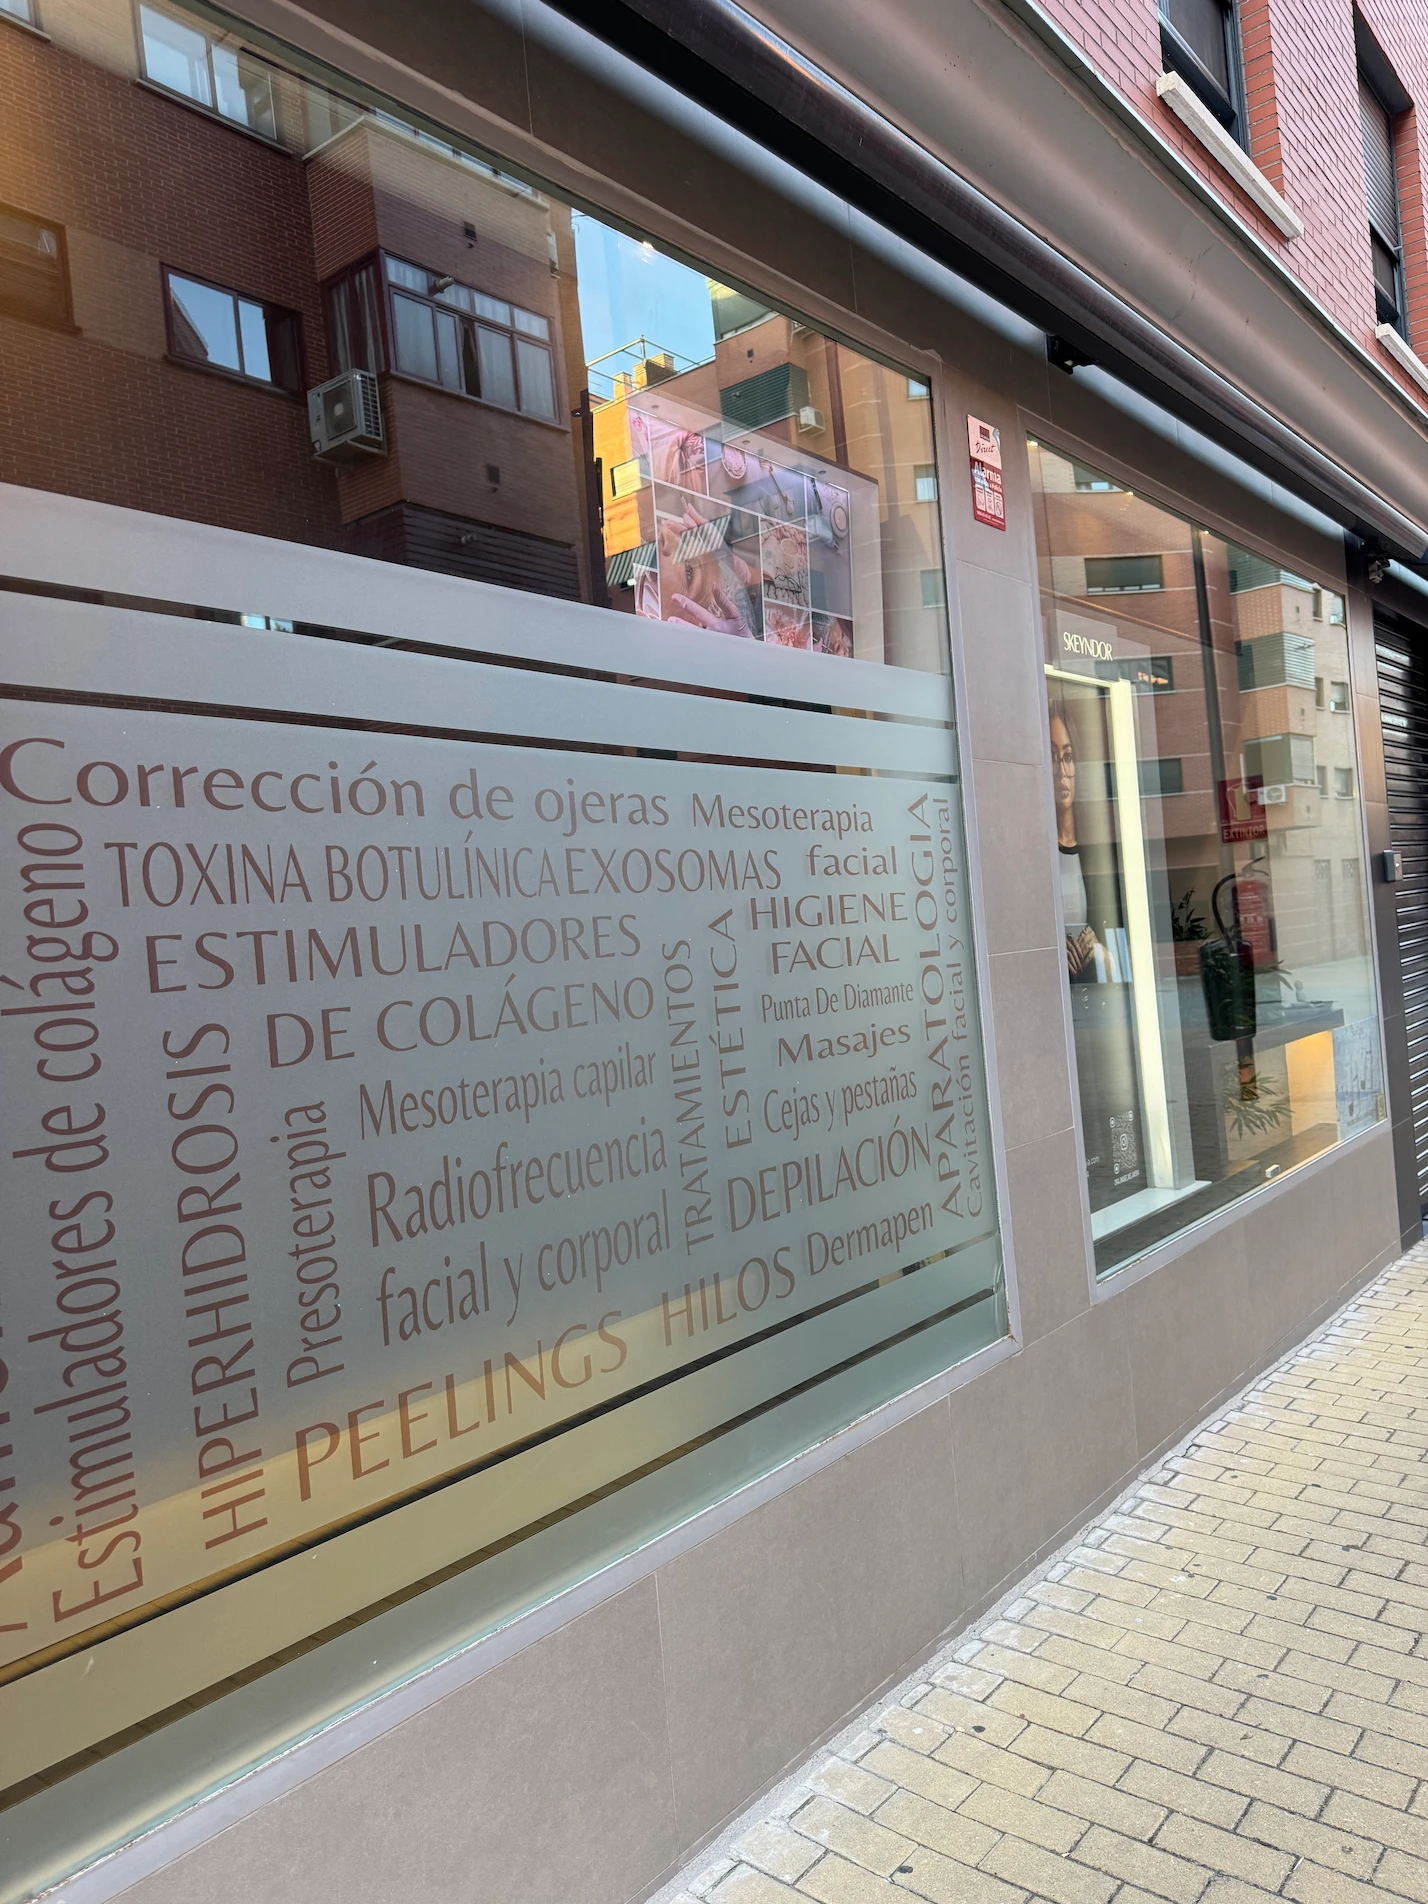 Corrección de ojeras
Mesoterapia
facial
TOXINA BOTULÍNICA
EXOSOMAS
ESTIMULADORES
DE COLÁGENO
HIGIENE
FACIAL
Punta De Diamante
Masajes
Cejas y pestañas
Mesoterapia capilar
Radiofrecuencia
facial y corporal
DEPILACIÓN
Dermapen
HILOS
PEELINGS
Estimuladores de colágeno
HIPERHIDROSIS
Presoterapia
TRATAMIENTOS
ESTÉTICA
APARATOLOGIA
Cavitación facial y corporal
Direct
Alarma
SKEYNDOR
EXTINTOR